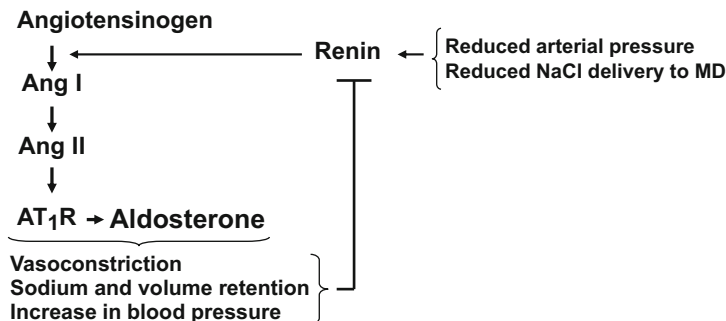 Angiotensinogen
Renin
Reduced arterial pressure
Reduced NaCl delivery to MD
Ang I
Ang II
AT₁R
Aldosterone
Vasoconstriction
Sodium and volume retention
Increase in blood pressure